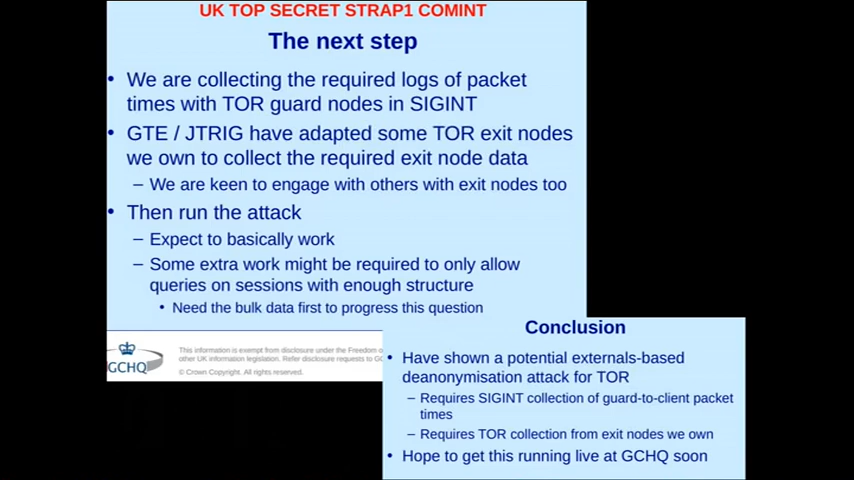 UK TOP SECRET STRAP1 COMINT
The next step
• We are collecting the required logs of packet
times with TOR guard nodes in SIGINT
• GTE / JTRIG have adapted some TOR exit nodes
we own to collect the required exit node data
– We are keen to engage with others with exit nodes too
• Then run the attack
– Expect to basically work
– Some extra work might be required to only allow
queries on sessions with enough structure
• Need the bulk data first to progress this question
GCHQ
This information is exempt from disclosure under the Freedom o
other UK information legislation. Refer disclosure requests to GC
© Crown Copyright. All rights reserved.
Conclusion
• Have shown a potential externals-based
deanonymisation attack for TOR
– Requires SIGINT collection of guard-to-client packet
times
– Requires TOR collection from exit nodes we own
• Hope to get this running live at GCHQ soon